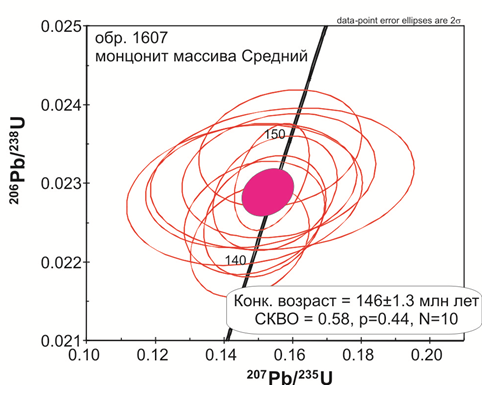 data-point error ellipses are 2σ
обр. 1607
монцонит массива Средний
0.025
0.024
0.023
0.022
0.021
206Pb/238U
150
140
Конк. возраст = 146±1.3 млн лет
СКВО = 0.58, p=0.44, N=10
0.10 0.12 0.14 0.16 0.18 0.20
207Pb/235U